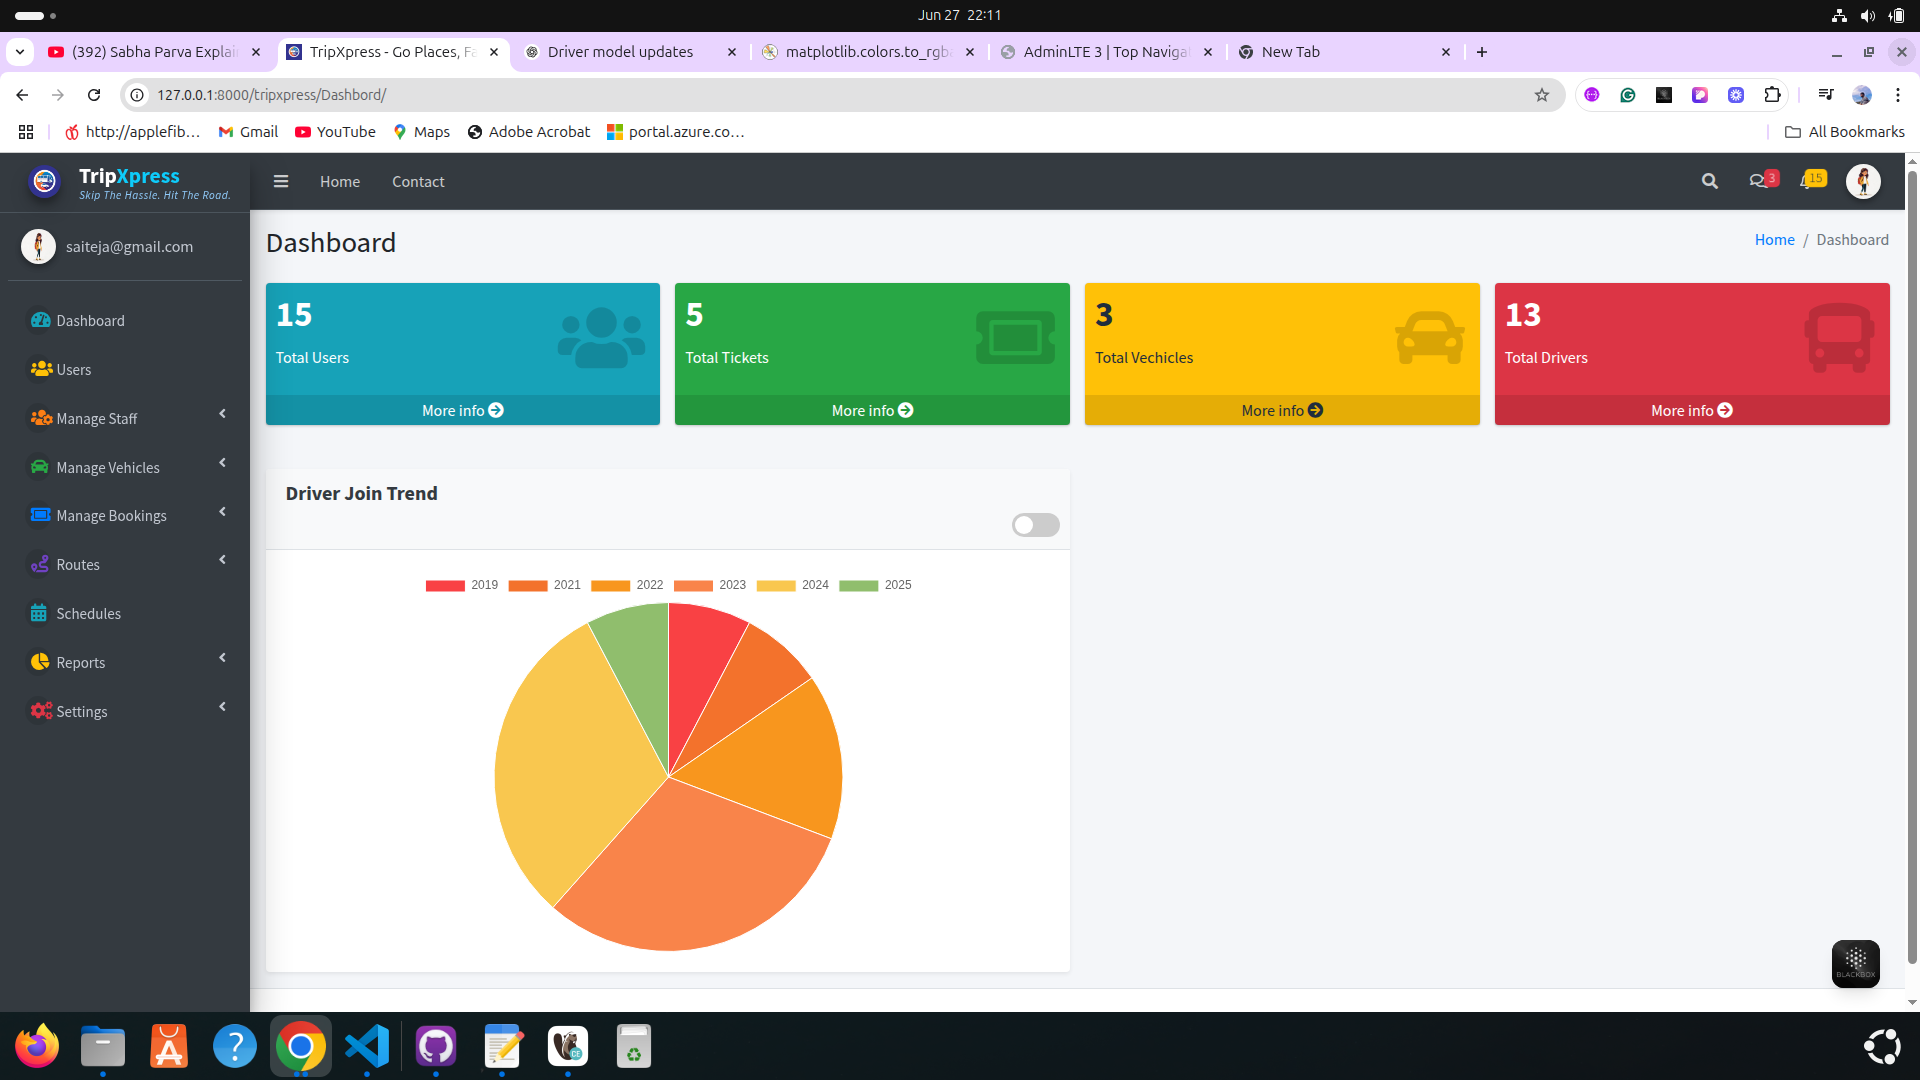 Jun 27 22:11
(392) Sabha Parva Explai
TripXpress - Go Places, Fa
Driver model updates
matplotlib.colors.to_rgb
AdminLTE 3 | Top Naviga
New Tab
127.0.0.1:8000/tripxpress/Dashbord/
http://applefib...
Gmail
YouTube
Maps
Adobe Acrobat
portal.azure.co...
All Bookmarks
TripXpress
Skip The Hassle. Hit The Road.
Home
Contact
3
15
saiteja@gmail.com
Dashboard
Home / Dashboard
Dashboard
Users
Manage Staff
Manage Vehicles
Manage Bookings
Routes
Schedules
Reports
Settings
15
Total Users
More info
5
Total Tickets
More info
3
Total Vechicles
More info
13
Total Drivers
More info
Driver Join Trend
2019 2021 2022 2023 2024 2025
BLACKBOX
CE